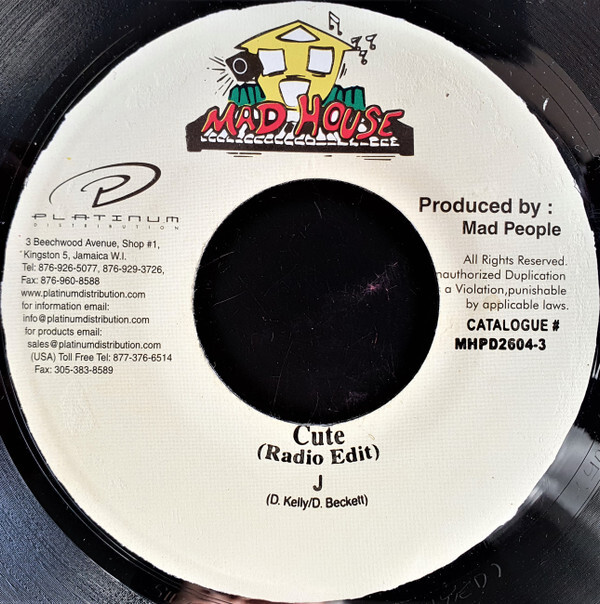 MAD HOUSE
PLATINUM
DISTRIBUTION
3 Beechwood Avenue, Shop #1,
Kingston 5, Jamaica W.I.
Tel: 876-926-5077, 876-929-3726,
Fax: 876-960-8588
www.platinumdistribution.com
for information email:
info@platinumdistribution.com
for products email:
sales@platinumdistribution.com
(USA) Toll Free Tel: 877-376-6514
Fax: 305-383-8589
Produced by :
Mad People
All Rights Reserved.
nauthorized Duplication
a Violation,punishable
by applicable laws.
CATALOGUE #
MHPD2604-3
Cute
(Radio Edit)
J
(D. Kelly/D. Beckett)